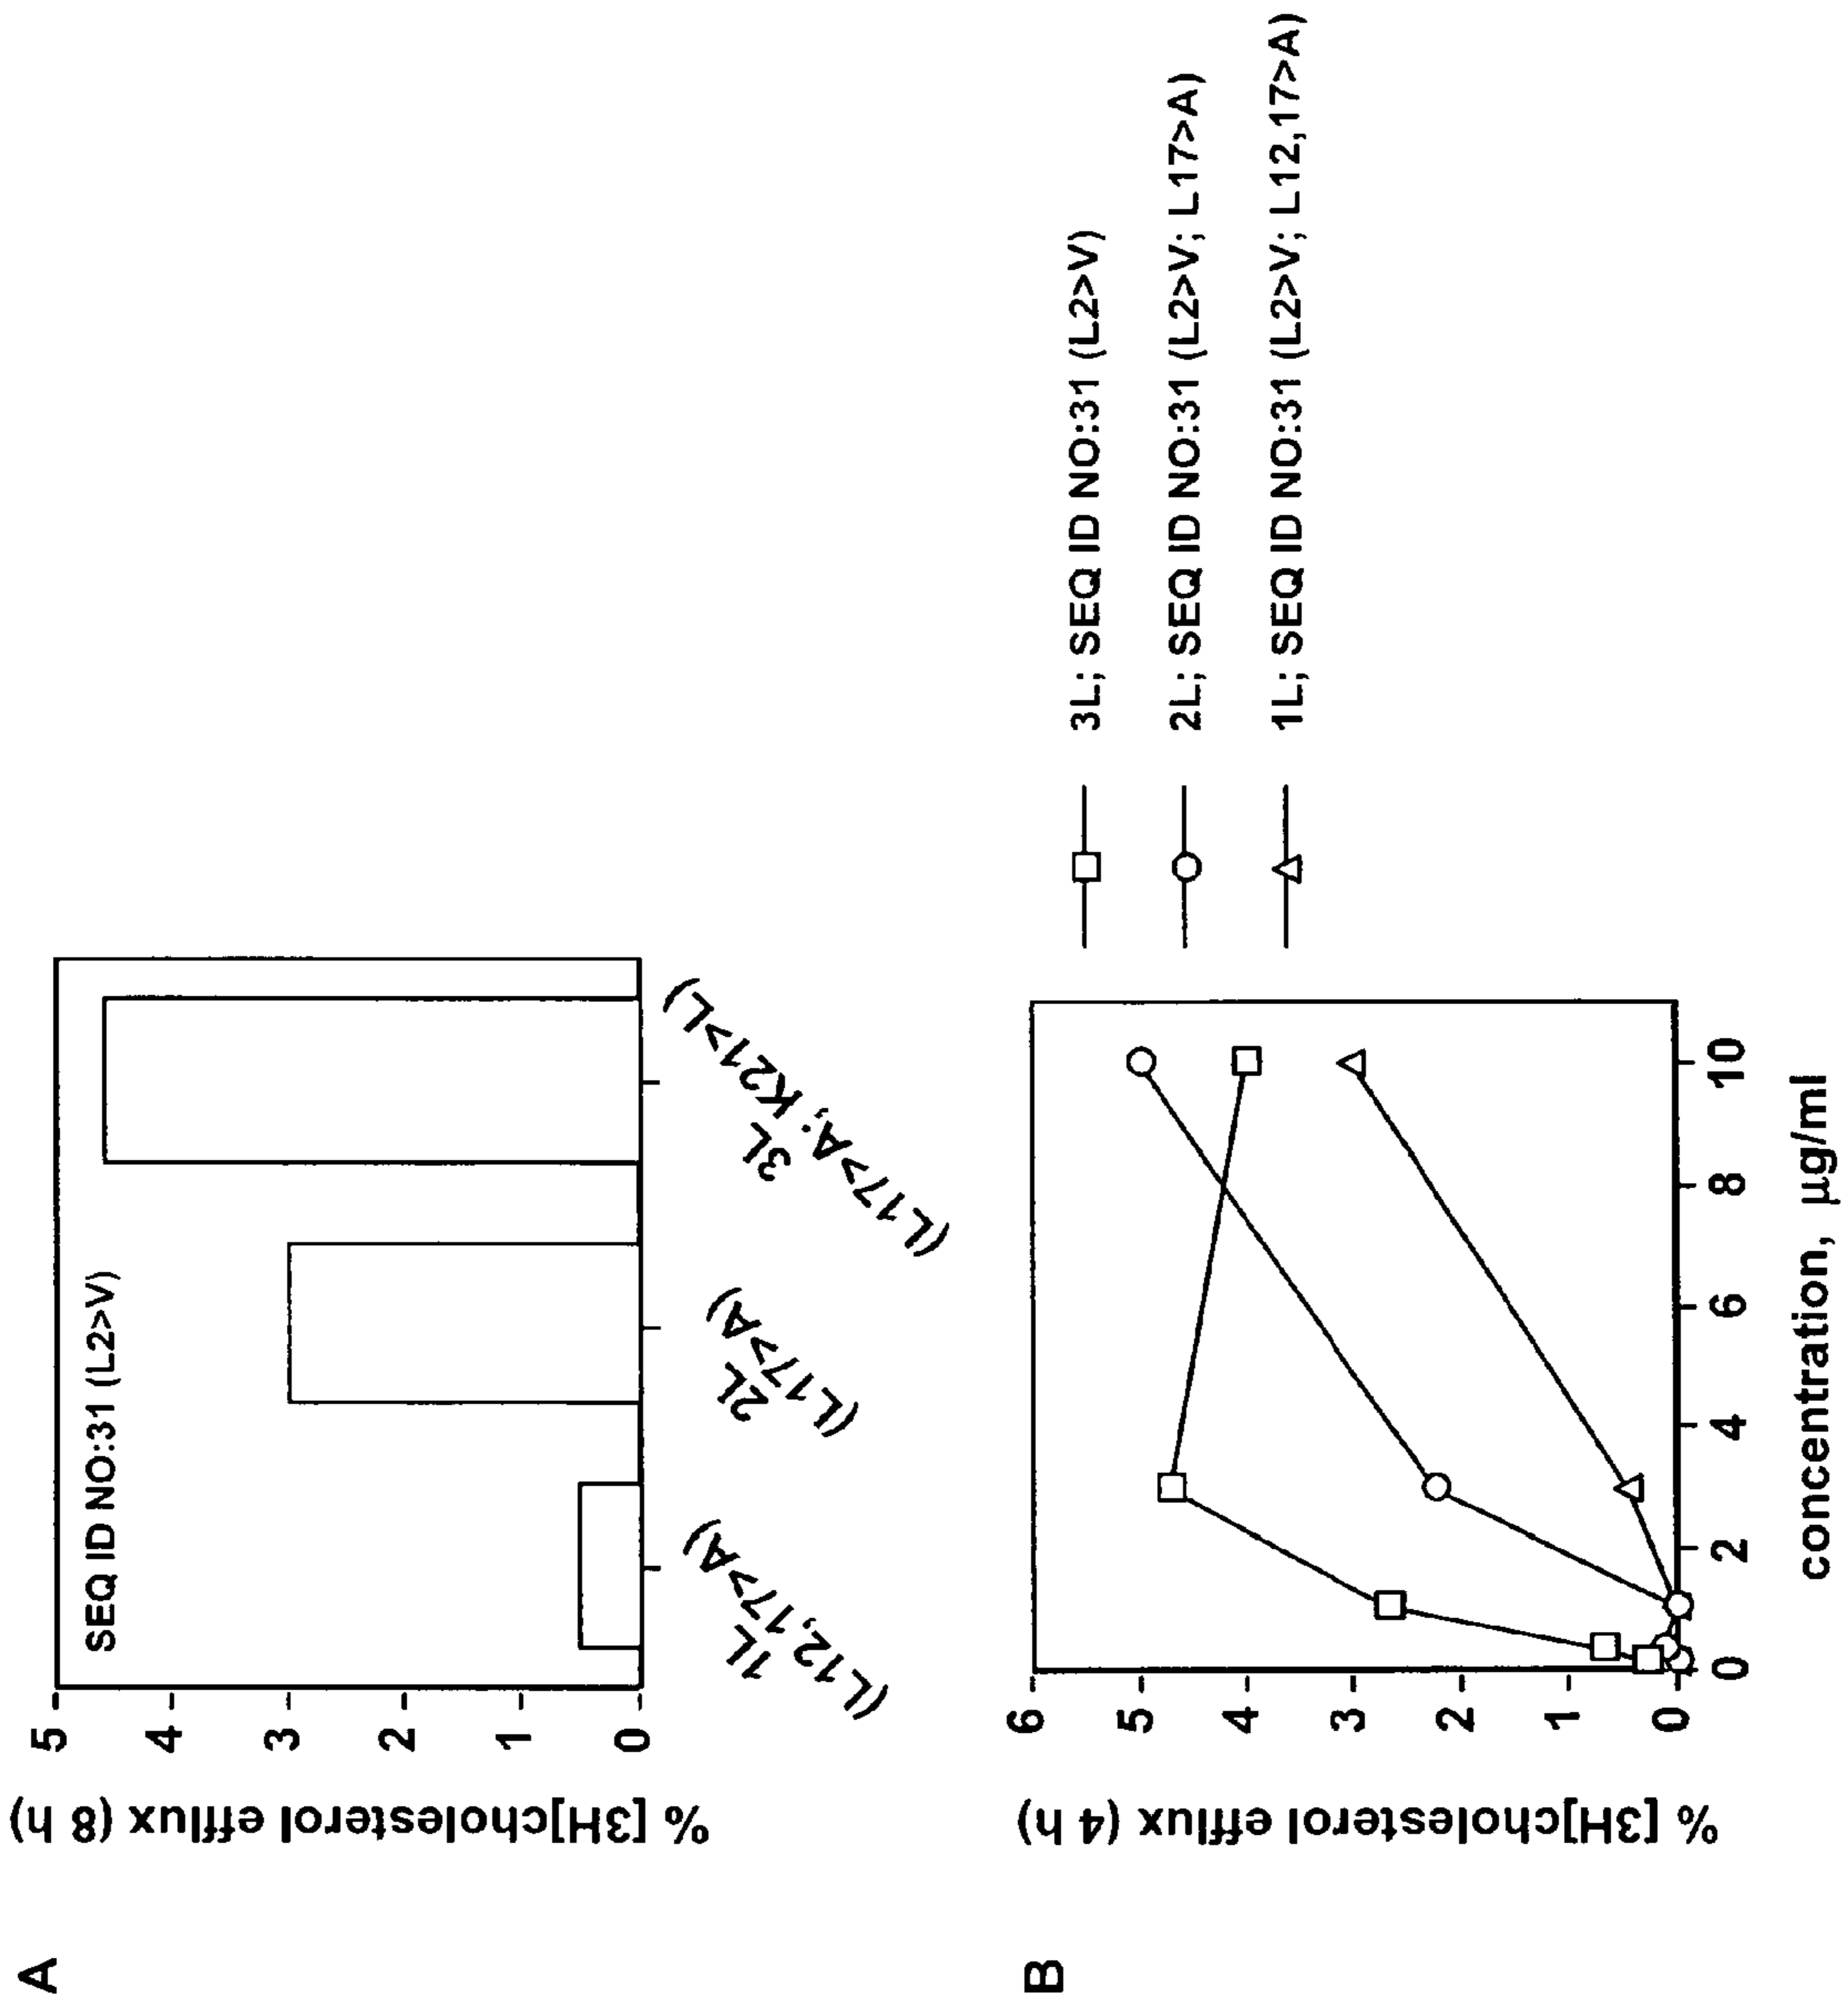 A
% [3H]cholesterol efflux (8 h)
5
4
3
2
1
0
SEQ ID NO:31 (L2>V)
1L
(L12,17>A)
2L
(L17>A)
3L
(L17>A; K21>L)
B
% [3H]cholesterol efflux (4 h)
6
5
4
3
2
1
0
0 2 4 6 8 10
concentration, µg/ml
3L; SEQ ID NO:31 (L2>V)
2L; SEQ ID NO:31 (L2>V; L17>A)
1L; SEQ ID NO:31 (L2>V; L12,17>A)